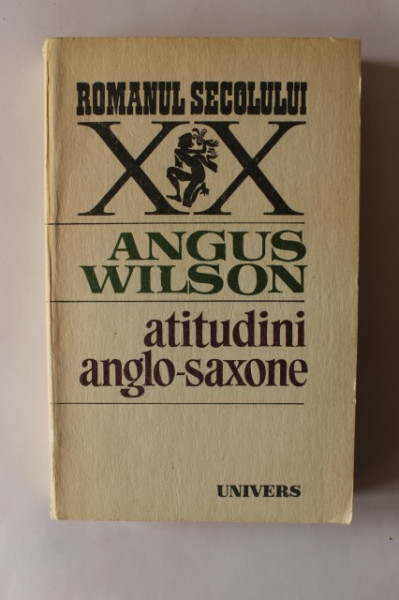 ROMANUL SECOLULUI
XX
ANGUS
WILSON
atitudini
anglo-saxone
UNIVERS